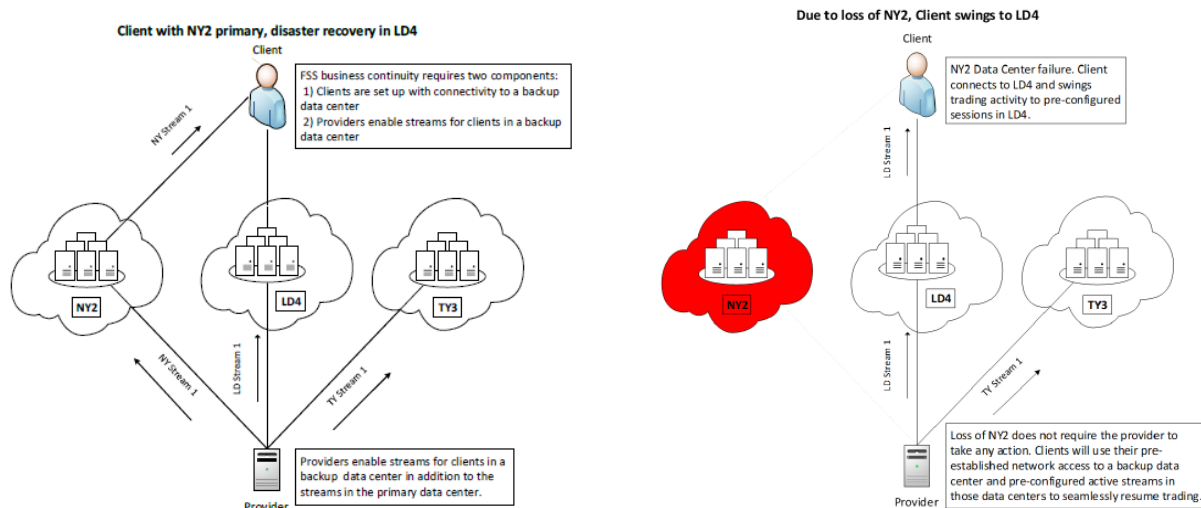 Client with NY2 primary, disaster recovery in LD4
Client
FSS business continuity requires two components:
1) Clients are set up with connectivity to a backup
data center
2) Providers enable streams for clients in a backup
data center
NY Stream 1
NY2
LD4
TY3
NY Stream 1
LD Stream 1
TY Stream 1
Providers enable streams for clients in a
backup data center in addition to the
streams in the primary data center.
Provider
Due to loss of NY2, Client swings to LD4
Client
NY2 Data Center failure. Client
connects to LD4 and swings
trading activity to pre-configured
sessions in LD4.
LD Stream 1
NY2
LD4
TY3
LD Stream 1
TY Stream 1
Loss of NY2 does not require the provider to
take any action. Clients will use their pre-
established network access to a backup data
center and pre-configured active streams in
those data centers to seamlessly resume trading.
Provider